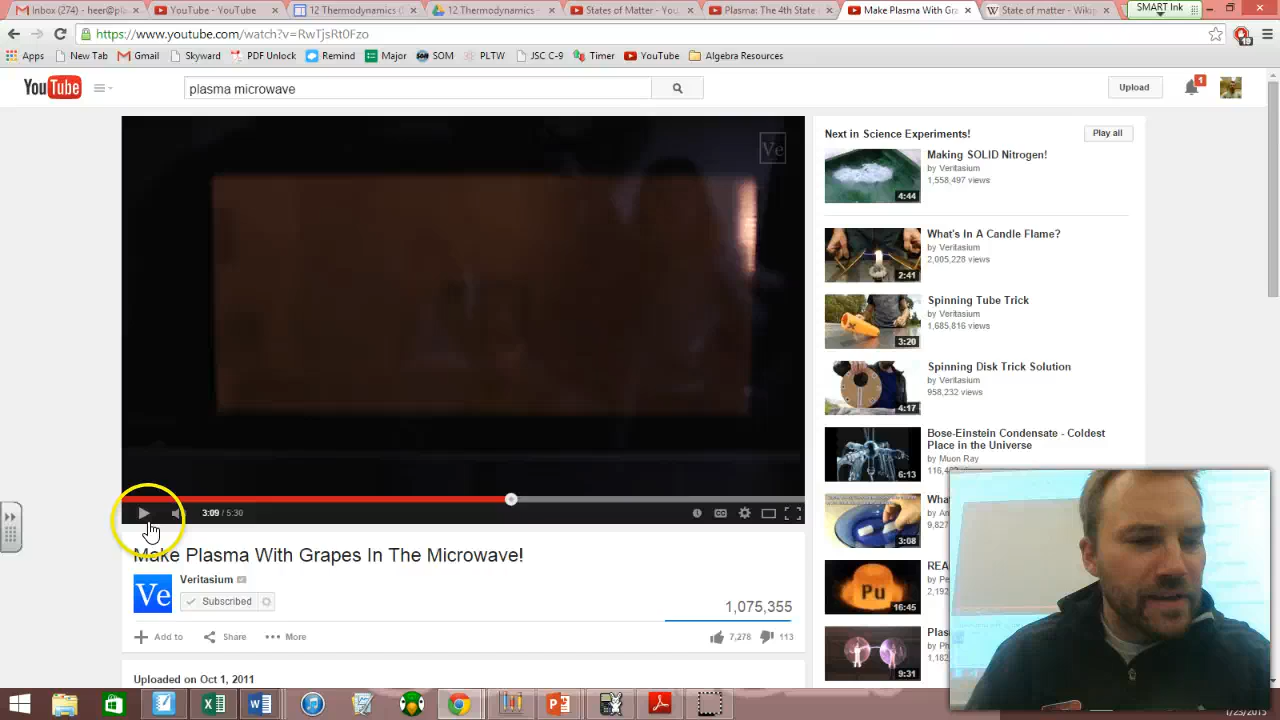 Inbox (274) - heer@pla
YouTube - YouTube
12 Thermodynamics
12.Thermodynamics -
States of Matter - You
Plasma: The 4th State
Make Plasma With Gr
State of matter - Wikip
SMART Ink
https://www.youtube.com/watch?v=RwTjsRt0Fzo
Apps
New Tab
Gmail
Skyward
PDF Unlock
Remind
Major
SOM
PLTW
JSC C-9
Timer
YouTube
Algebra Resources
YouTube
plasma microwave
Upload
1
Ve
Next in Science Experiments!
Play all
Making SOLID Nitrogen!
by Veritasium
1,558,497 views
4:44
What's In A Candle Flame?
by Veritasium
2,005,228 views
2:41
Spinning Tube Trick
by Veritasium
1,685,816 views
3:20
Spinning Disk Trick Solution
by Veritasium
958,232 views
4:17
Bose-Einstein Condensate - Coldest
Place in the Universe
by Muon Ray
6:13
3:08
Pu
16:45
9:31
3:09 / 5:30
CC
Make Plasma With Grapes In The Microwave!
Ve
Veritasium
Subscribed
1,075,355
Add to
Share
More
7,278
113
Uploaded on Oct 1, 2011
1/23/2015